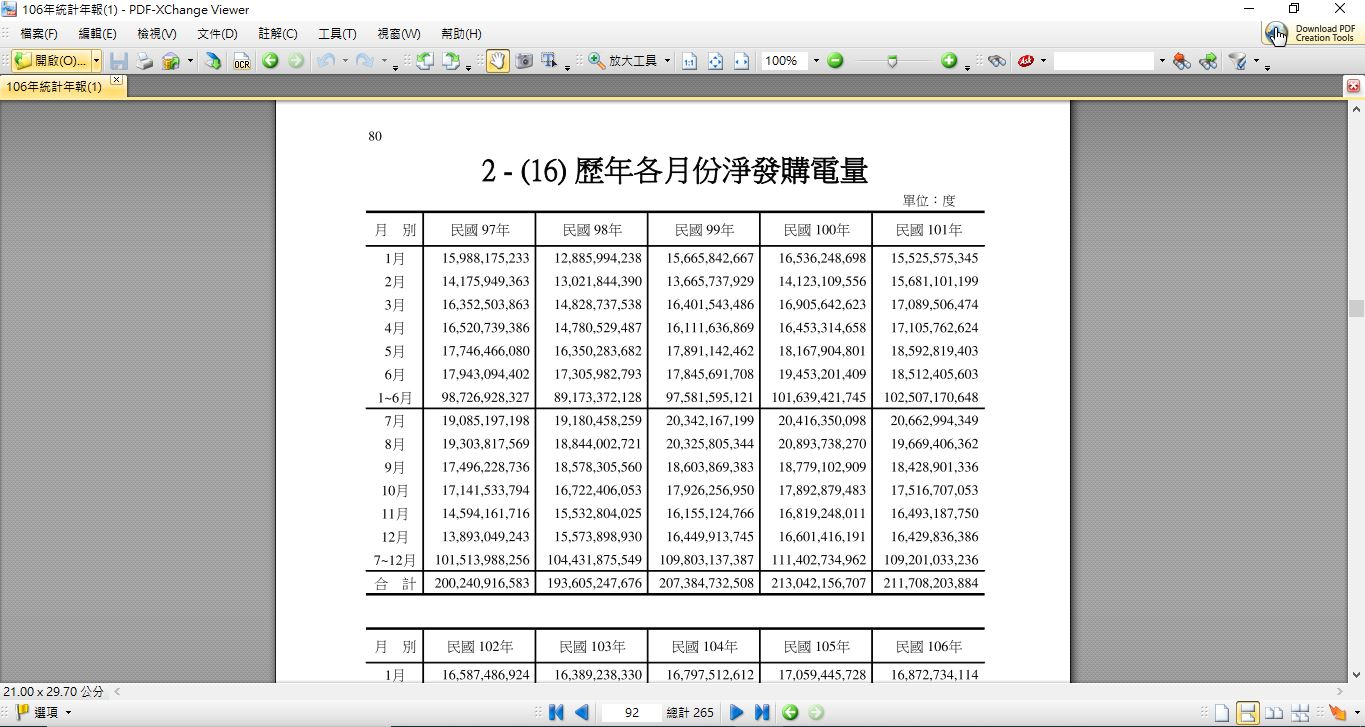 106年統計年報(1) - PDF-XChange Viewer
檔案(F) 編輯(E) 檢視(V) 文件(D) 註解(C) 工具(T) 視窗(W) 幫助(H)
Download PDF
Creation Tools
開啟(O)... OCR 放大工具 1:1 100%
106年統計年報(1)
80
2 - (16) 歷年各月份淨發購電量
單位：度
月 別 民國 97年 民國 98年 民國 99年 民國 100年 民國 101年
1月 15,988,175,233 12,885,994,238 15,665,842,667 16,536,248,698 15,525,575,345
2月 14,175,949,363 13,021,844,390 13,665,737,929 14,123,109,556 15,681,101,199
3月 16,352,503,863 14,828,737,538 16,401,543,486 16,905,642,623 17,089,506,474
4月 16,520,739,386 14,780,529,487 16,111,636,869 16,453,314,658 17,105,762,624
5月 17,746,466,080 16,350,283,682 17,891,142,462 18,167,904,801 18,592,819,403
6月 17,943,094,402 17,305,982,793 17,845,691,708 19,453,201,409 18,512,405,603
1~6月 98,726,928,327 89,173,372,128 97,581,595,121 101,639,421,745 102,507,170,648
7月 19,085,197,198 19,180,458,259 20,342,167,199 20,416,350,098 20,662,994,349
8月 19,303,817,569 18,844,002,721 20,325,805,344 20,893,738,270 19,669,406,362
9月 17,496,228,736 18,578,305,560 18,603,869,383 18,779,102,909 18,428,901,336
10月 17,141,533,794 16,722,406,053 17,926,256,950 17,892,879,483 17,516,707,053
11月 14,594,161,716 15,532,804,025 16,155,124,766 16,819,248,011 16,493,187,750
12月 13,893,049,243 15,573,898,930 16,449,913,745 16,601,416,191 16,429,836,386
7~12月 101,513,988,256 104,431,875,549 109,803,137,387 111,402,734,962 109,201,033,236
合 計 200,240,916,583 193,605,247,676 207,384,732,508 213,042,156,707 211,708,203,884
月 別 民國 102年 民國 103年 民國 104年 民國 105年 民國 106年
1月 16,587,486,924 16,389,238,330 16,797,512,612 17,059,445,728 16,872,734,114
21.00 x 29.70 公分
選項 92 總計 265